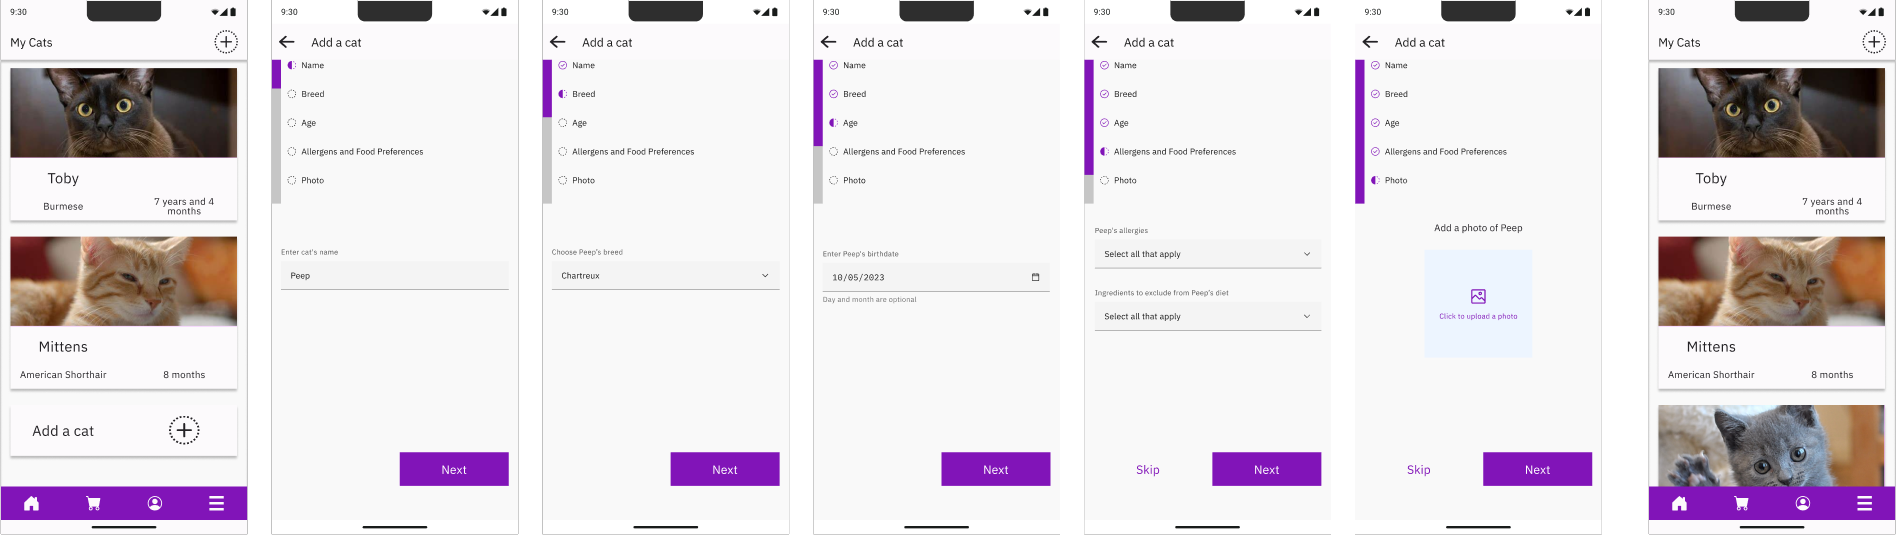 9:30
My Cats
Toby
Burmese
7 years and 4
months
Mittens
American Shorthair
8 months
Add a cat
9:30
Add a cat
Name
Breed
Age
Allergens and Food Preferences
Photo
Enter cat's name
Peep
Next
9:30
Add a cat
Name
Breed
Age
Allergens and Food Preferences
Photo
Choose Peep's breed
Chartreux
Next
9:30
Add a cat
Name
Breed
Age
Allergens and Food Preferences
Photo
Enter Peep's birthdate
10/05/2023
Day and month are optional
Next
9:30
Add a cat
Name
Breed
Age
Allergens and Food Preferences
Photo
Peep's allergies
Select all that apply
Ingredients to exclude from Peep's diet
Select all that apply
Skip
Next
9:30
Add a cat
Name
Breed
Age
Allergens and Food Preferences
Photo
Add a photo of Peep
Click to upload a photo
Skip
Next
9:30
My Cats
Toby
Burmese
7 years and 4
months
Mittens
American Shorthair
8 months